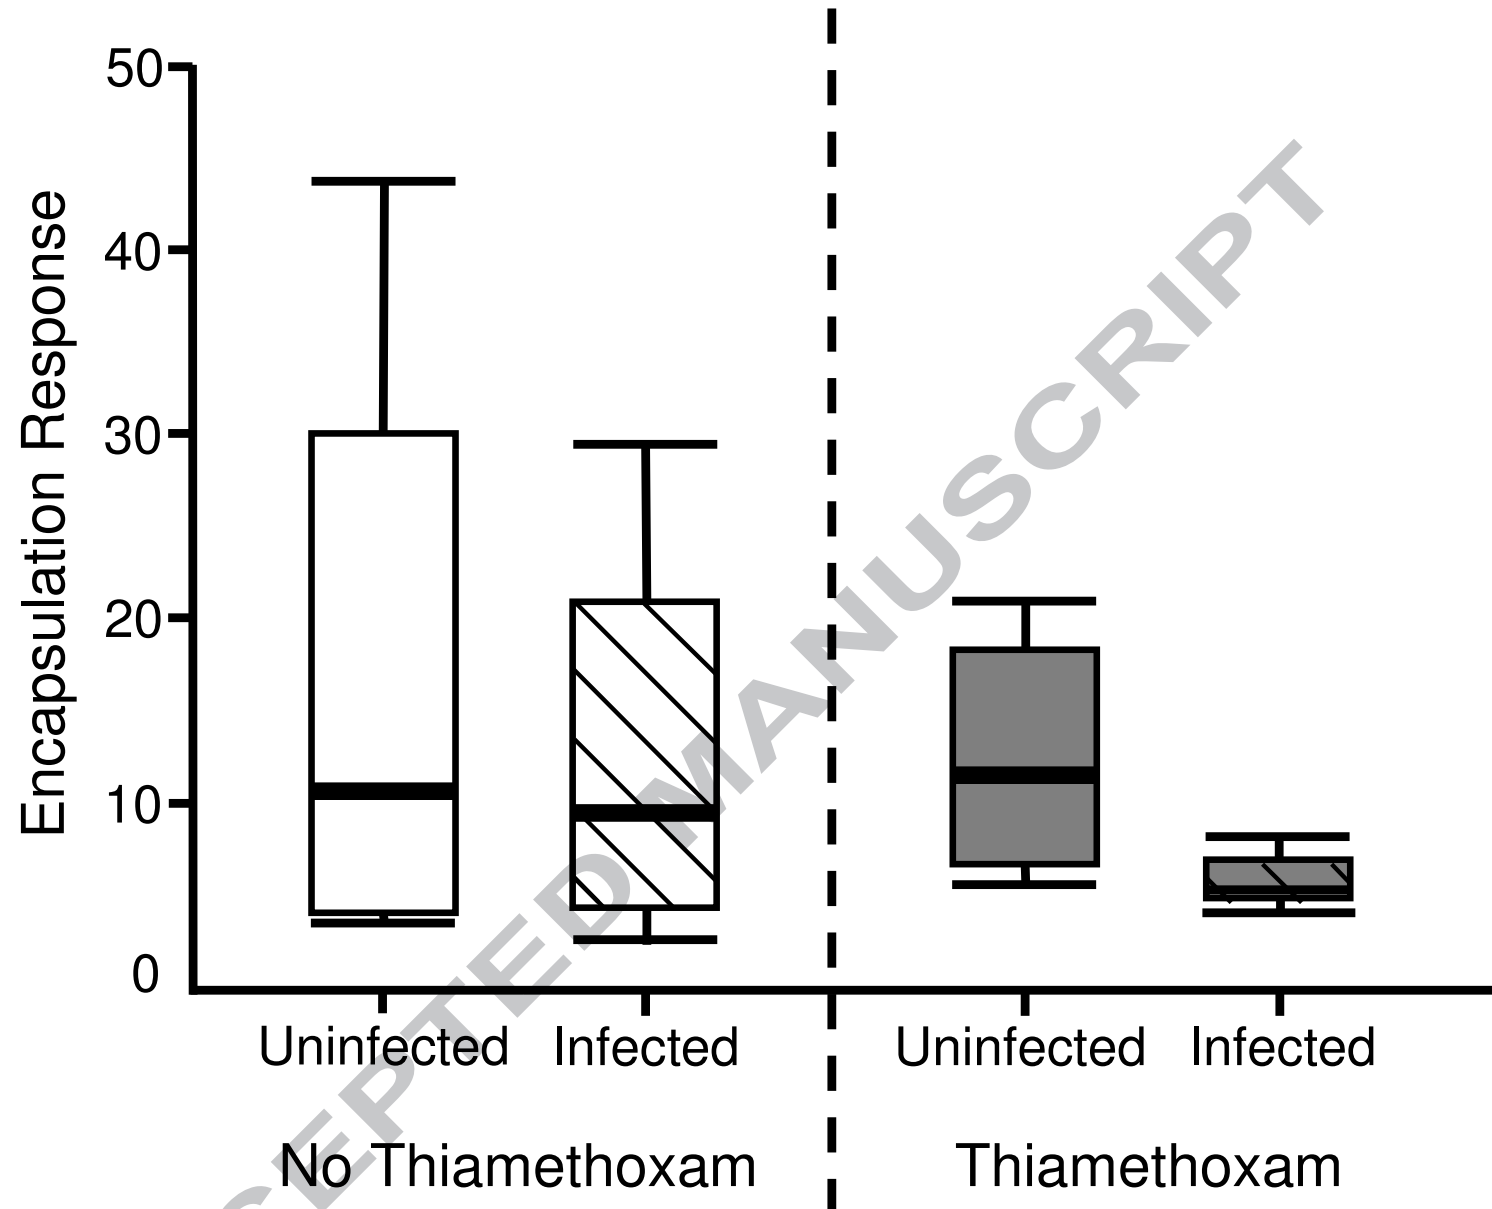 50
40
30
20
10
0
Encapsulation Response
Uninfected Infected Uninfected Infected
No Thiamethoxam Thiamethoxam
CEPTED MANUSCRIPT